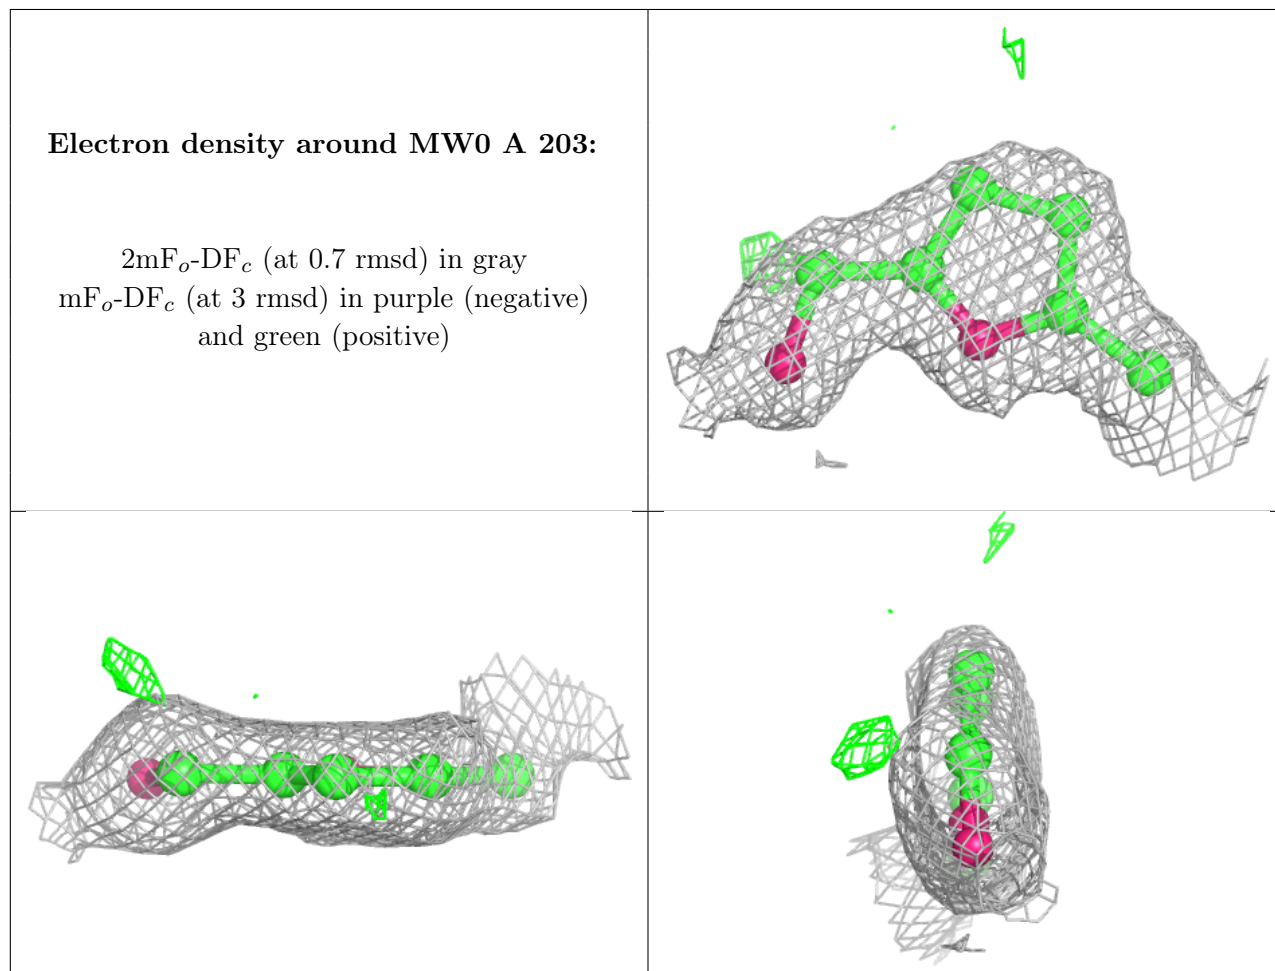 Electron density around MW0 A 203:
2mFo-DFc (at 0.7 rmsd) in gray
mFo-DFc (at 3 rmsd) in purple (negative)
and green (positive)